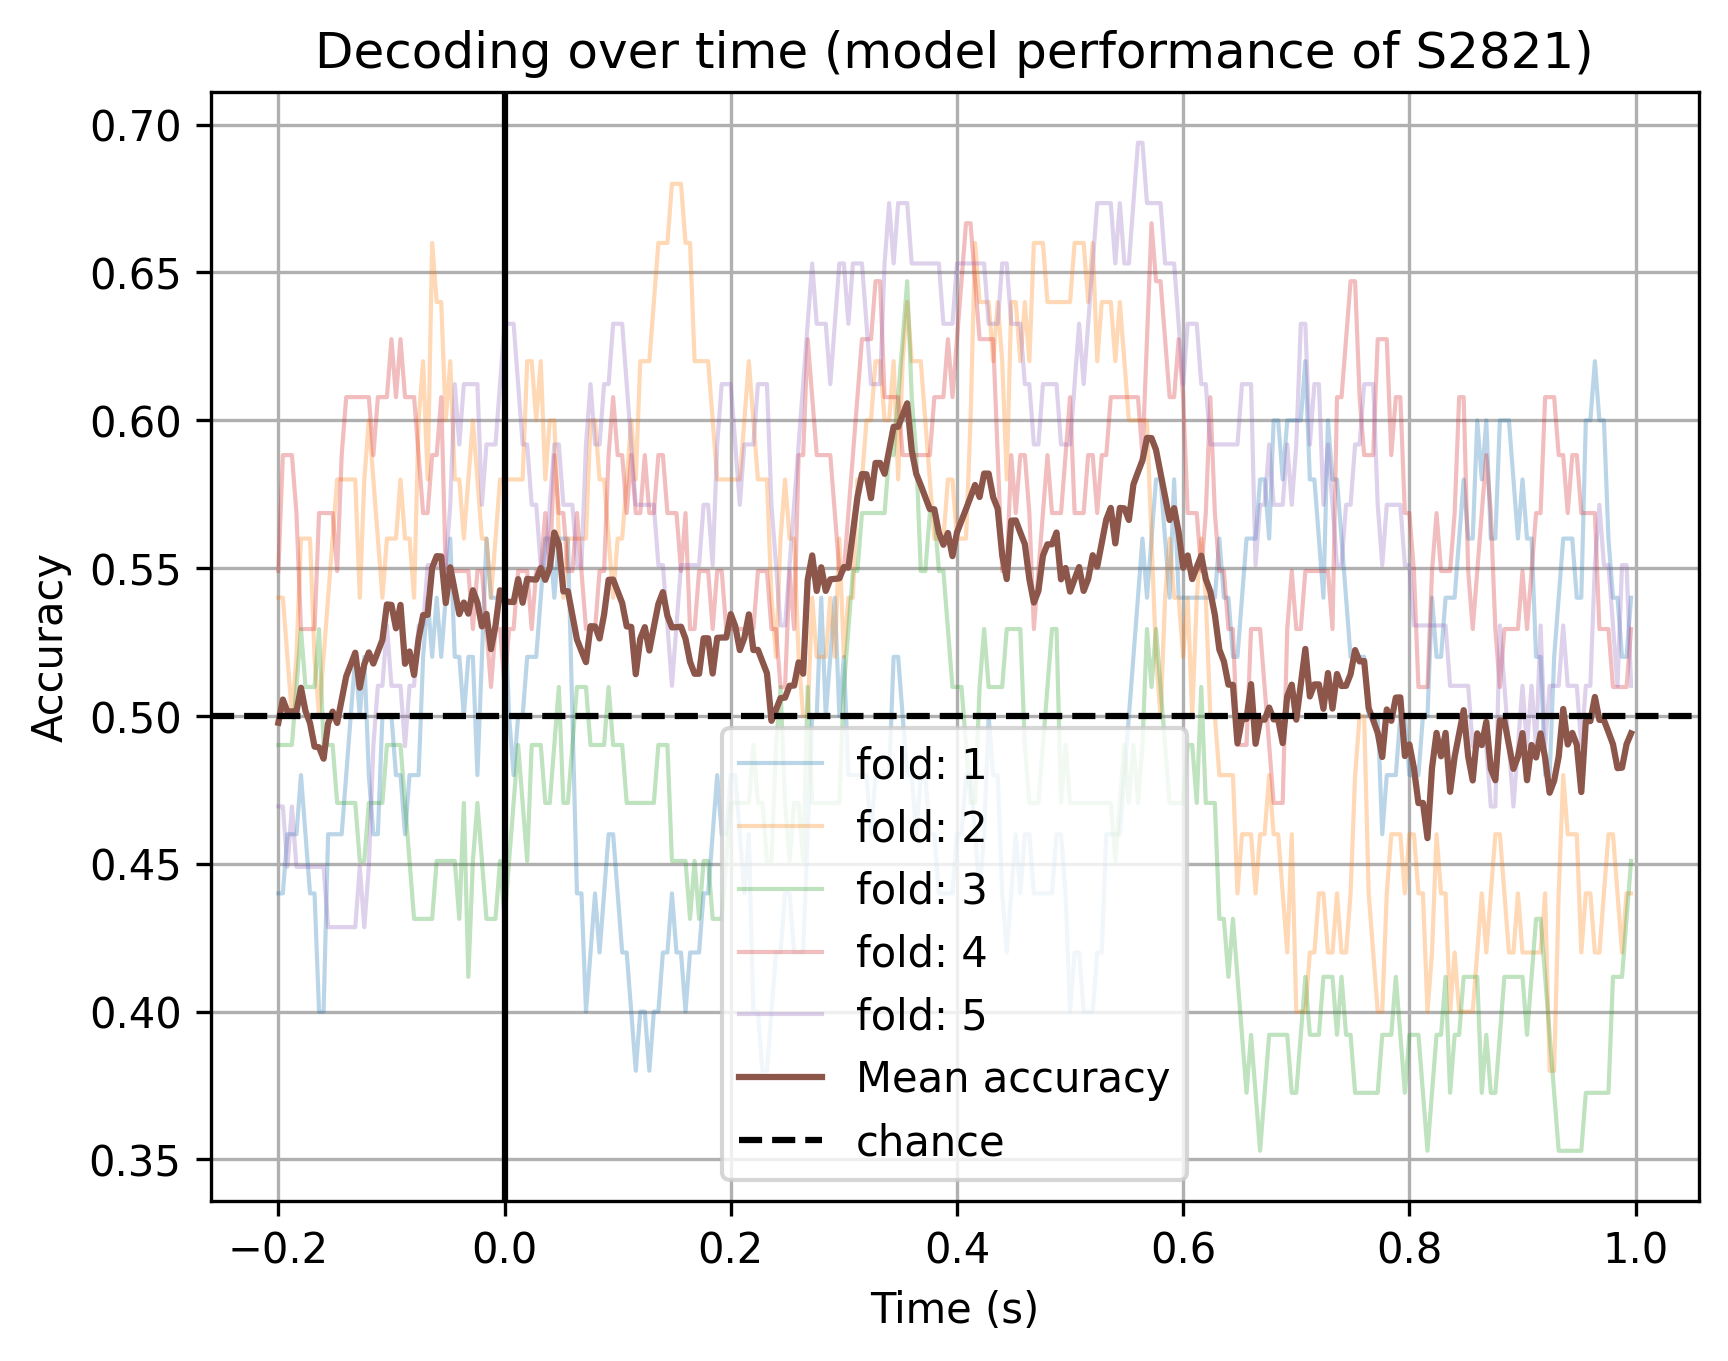 Decoding over time (model performance of S2821)
Accuracy
0.70
0.65
0.60
0.55
0.50
0.45
0.40
0.35
fold: 1
fold: 2
fold: 3
fold: 4
fold: 5
Mean accuracy
chance
−0.2 0.0 0.2 0.4 0.6 0.8 1.0
Time (s)